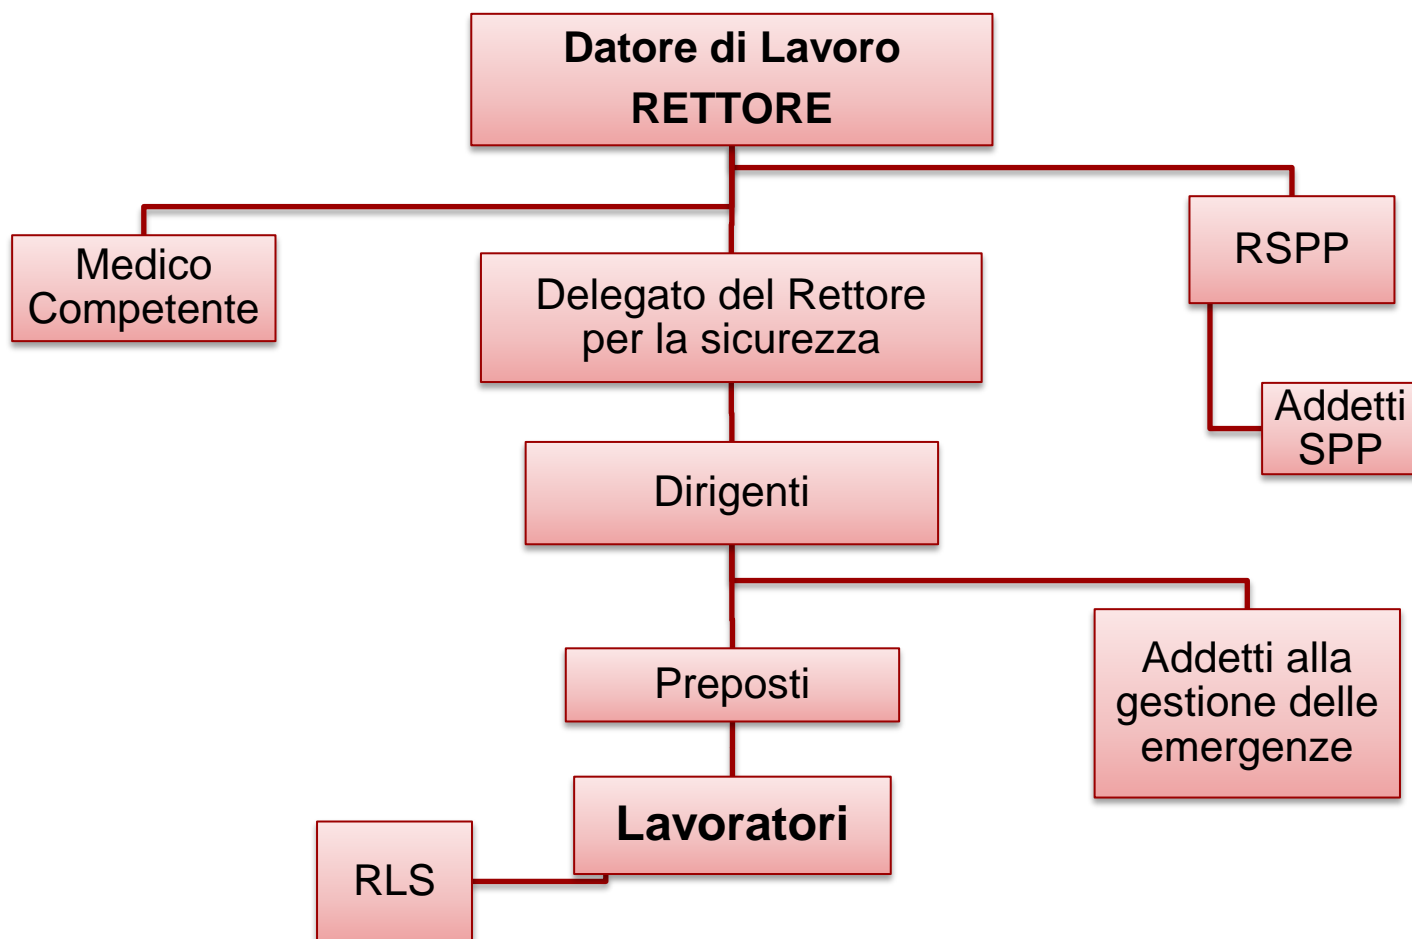 Datore di Lavoro
RETTORE
Medico
Competente
Delegato del Rettore
per la sicurezza
RSPP
Addetti
SPP
Dirigenti
Preposti
Addetti alla
gestione delle
emergenze
Lavoratori
RLS